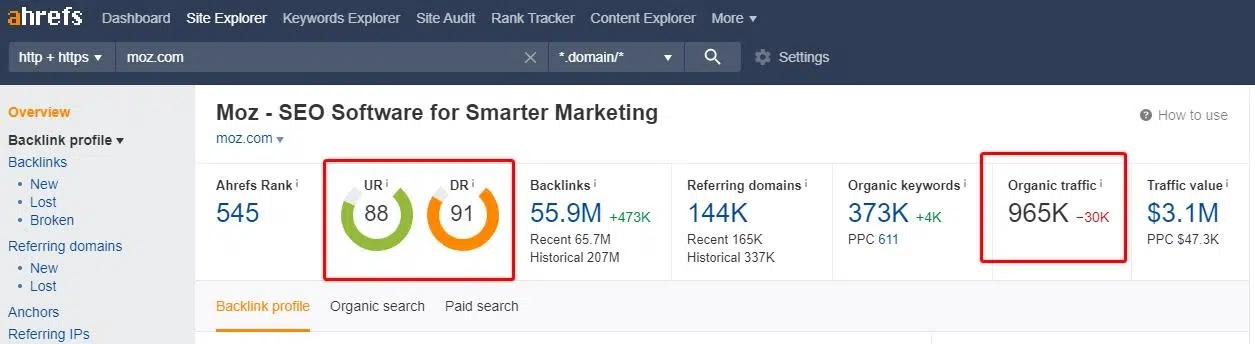 ahrefs Dashboard Site Explorer Keywords Explorer Site Audit Rank Tracker Content Explorer More
http + https moz.com *.domain/* Settings
Overview
Backlink profile
Backlinks
• New
• Lost
• Broken
Referring domains
• New
• Lost
Anchors
Referring IPs
Moz - SEO Software for Smarter Marketing
? How to use
moz.com
Ahrefs Rank i
545
UR i
88
DR i
91
Backlinks i
55.9M +473K
Recent 65.7M
Historical 207M
Referring domains i
144K
Recent 165K
Historical 337K
Organic keywords i
373K +4K
PPC 611
Organic traffic i
965K −30K
Traffic value i
$3.1M
PPC $47.3K
Backlink profile Organic search Paid search